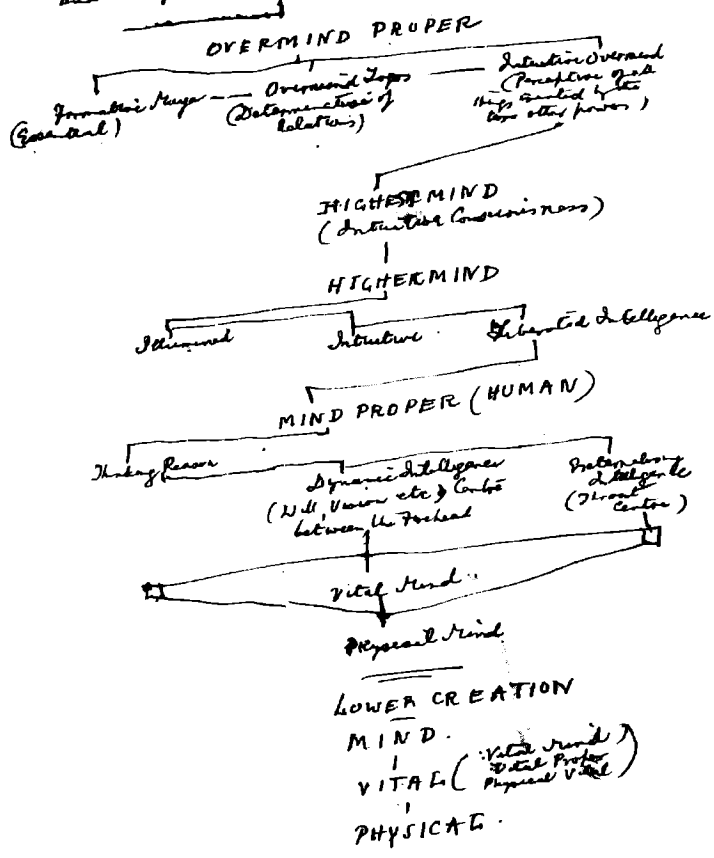 OVERMIND PROPER
Formative Maya — Overmind Logos — Intuitive Overmind
(Essential) (Determinative of Relations) (Perceptive of all things created by the two other powers)
HIGHEST MIND
(Intuitive Consciousness)
HIGHER MIND
Illumined Intuitive Liberated Intelligence
MIND PROPER (HUMAN)
Thinking Reason Dynamic Intelligence Externalising Intelligence
(Will, Vision etc) Centre (Throat Centre)
between the Forehead
Vital Mind
Physical Mind
LOWER CREATION
MIND.
VITAL (Vital Mind
Vital Proper
Physical Vital)
PHYSICAL.